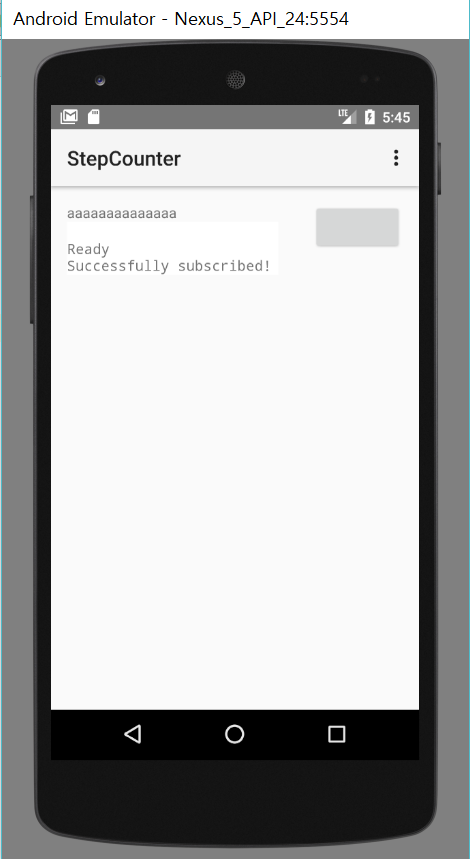 Android Emulator - Nexus_5_API_24:5554
LTE 5:45
StepCounter
aaaaaaaaaaaaaa
Ready
Successfully subscribed!